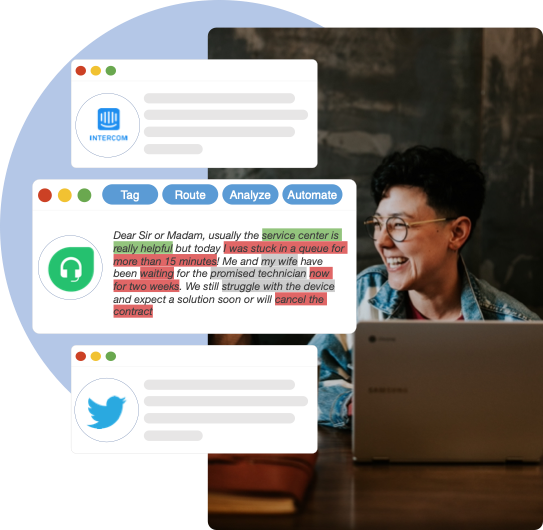 INTERCOM
Tag Route Analyze Automate
Dear Sir or Madam, usually the service center is
really helpful but today I was stuck in a queue for
more than 15 minutes! Me and my wife have
been waiting for the promised technician now
for two weeks. We still struggle with the device
and expect a solution soon or will cancel the
contract